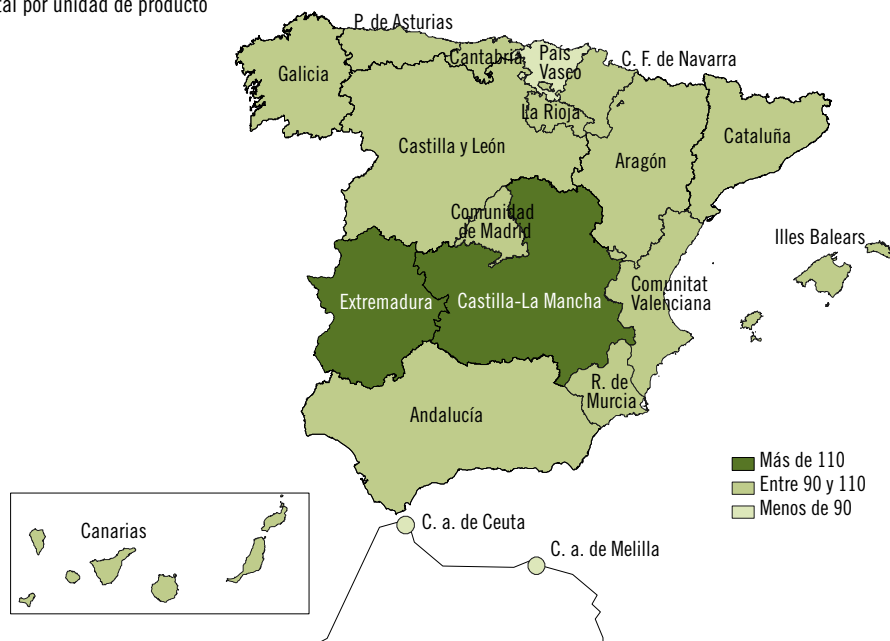 tal por unidad de producto
P. de Asturias
Cantabria
País
Vasco
C. F. de Navarra
Galicia
La Rioja
Castilla y León
Aragón
Cataluña
Comunidad
de Madrid
Illes Balears
Extremadura
Castilla-La Mancha
Comunitat
Valenciana
R. de
Murcia
Andalucía
Más de 110
Entre 90 y 110
Menos de 90
Canarias
C. a. de Ceuta
C. a. de Melilla